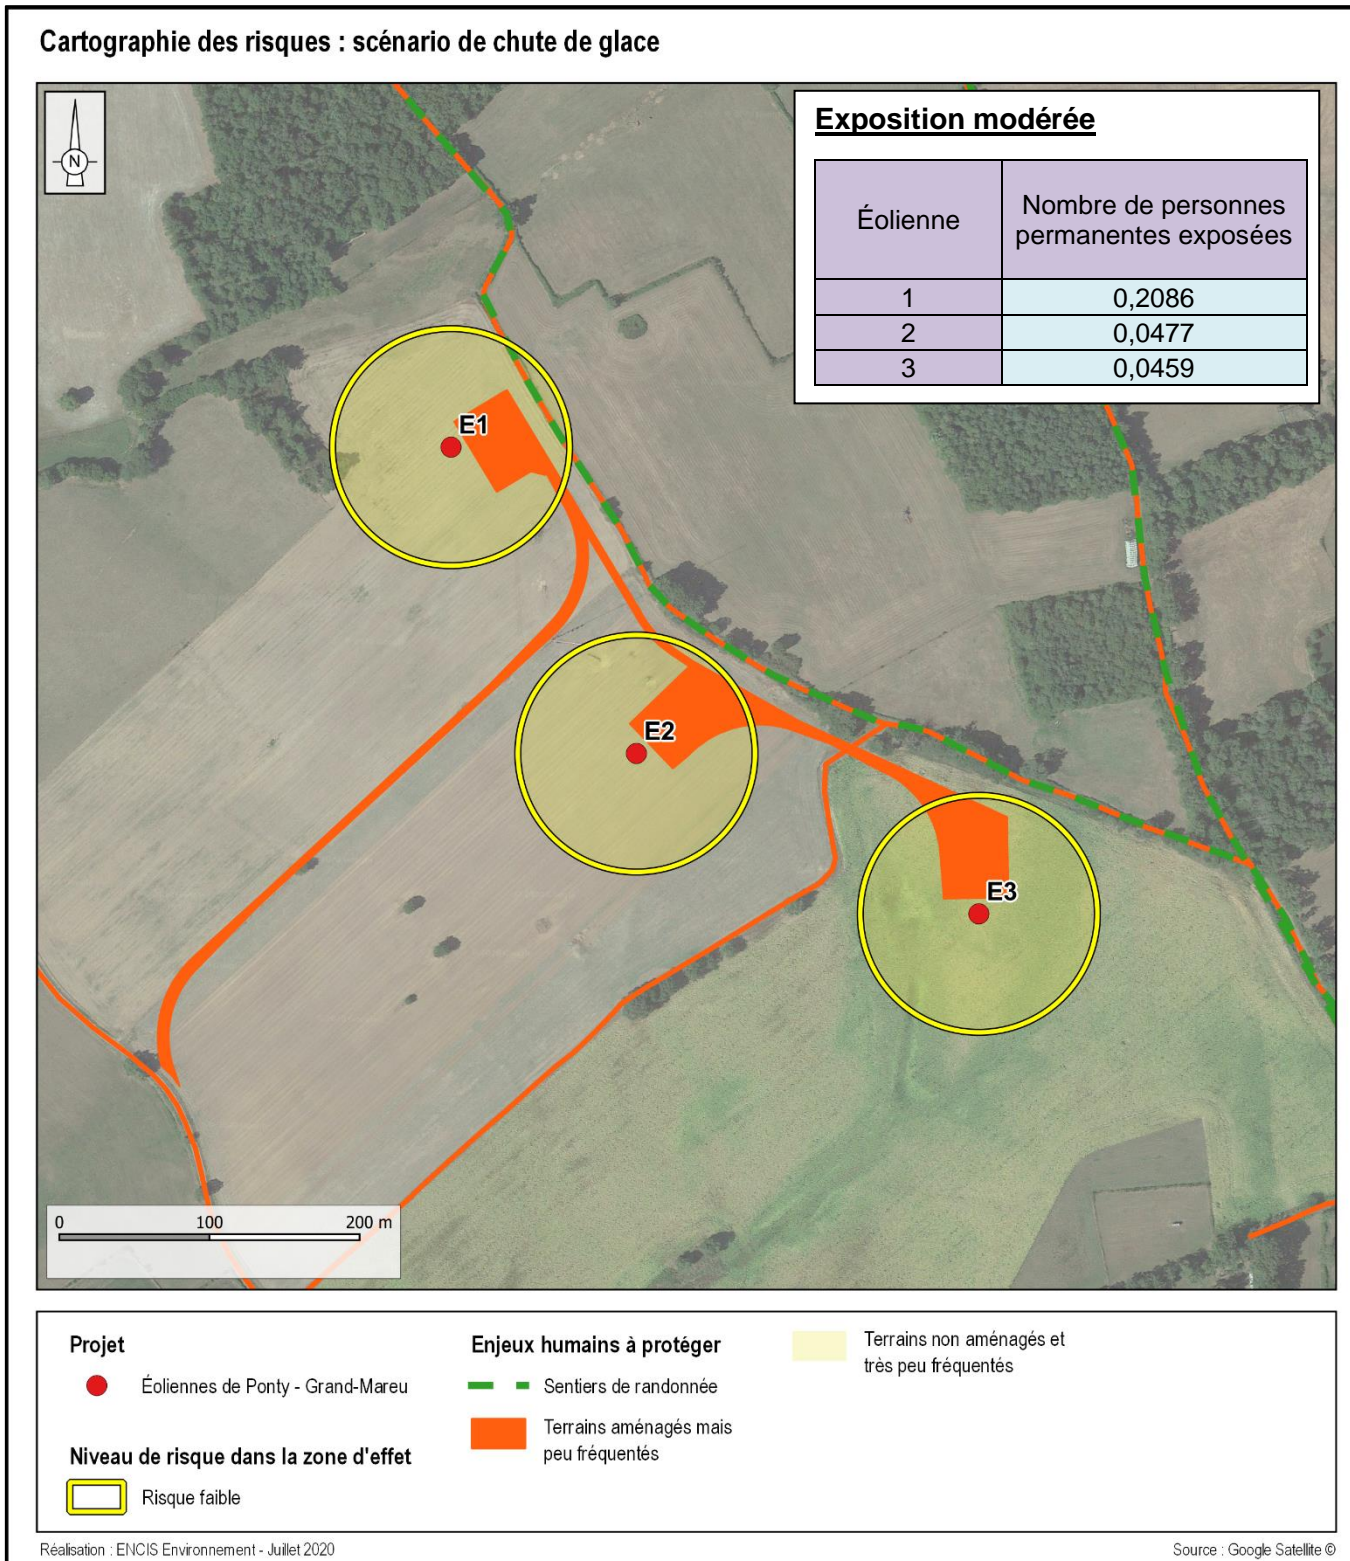 Cartographie des risques : scénario de chute de glace
N
Exposition modérée
Éolienne
Nombre de personnes
permanentes exposées
1 0,2086
2 0,0477
3 0,0459
E1
E2
E3
0 100 200 m
Projet
Éoliennes de Ponty - Grand-Mareu
Niveau de risque dans la zone d'effet
Risque faible
Enjeux humains à protéger
Sentiers de randonnée
Terrains aménagés mais
peu fréquentés
Terrains non aménagés et
très peu fréquentés
Réalisation : ENCIS Environnement - Juillet 2020
Source : Google Satellite ©